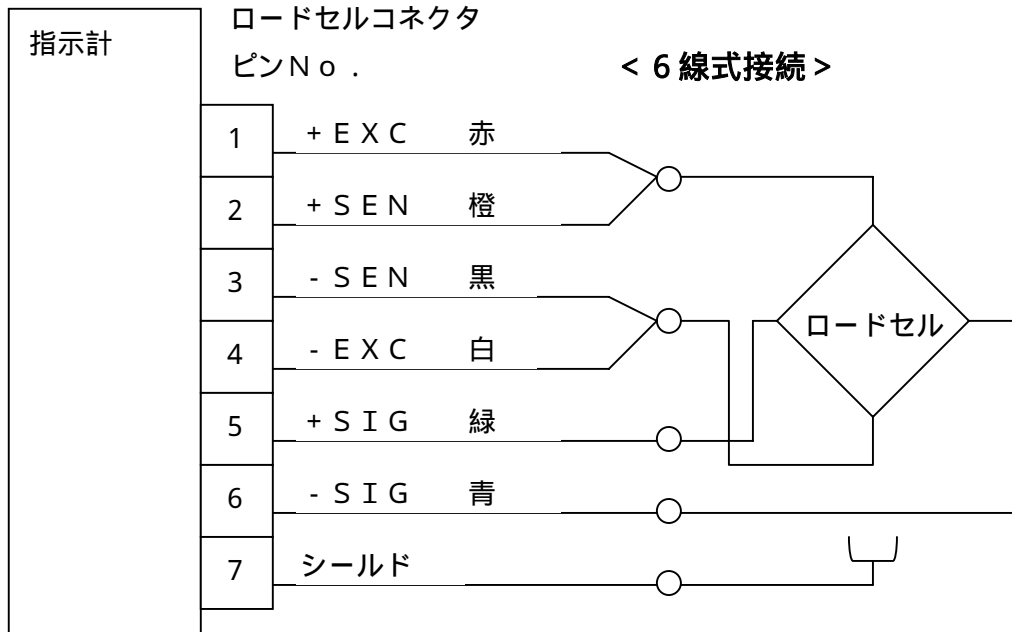 指示計
ロードセルコネクタ
ピンＮｏ．
＜６線式接続＞
1 +ＥＸＣ 赤
2 +ＳＥＮ 橙
3 -ＳＥＮ 黒
4 -ＥＸＣ 白
5 +ＳＩＧ 緑
6 -ＳＩＧ 青
7 シールド
ロードセル